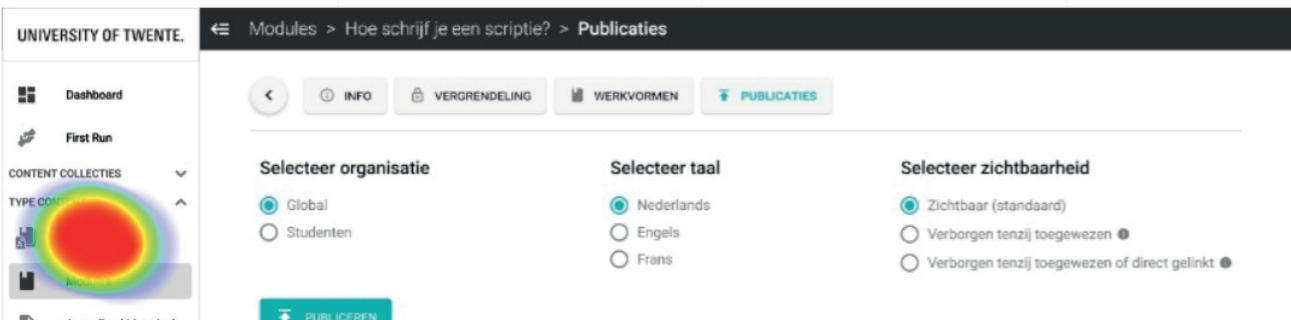 UNIVERSITY OF TWENTE.
Modules > Hoe schrijf je een scriptie? > Publicaties
Dashboard
First Run
CONTENT COLLECTIES
TYPE
INFO
VERGRENDELING
WERKVORMEN
PUBLICATIES
Selecteer organisatie
Global
Studenten
Selecteer taal
Nederlands
Engels
Frans
Selecteer zichtbaarheid
Zichtbaar (standaard)
Verborgen tenzij toegewezen
Verborgen tenzij toegewezen of direct gelinkt
PUBLICEREN